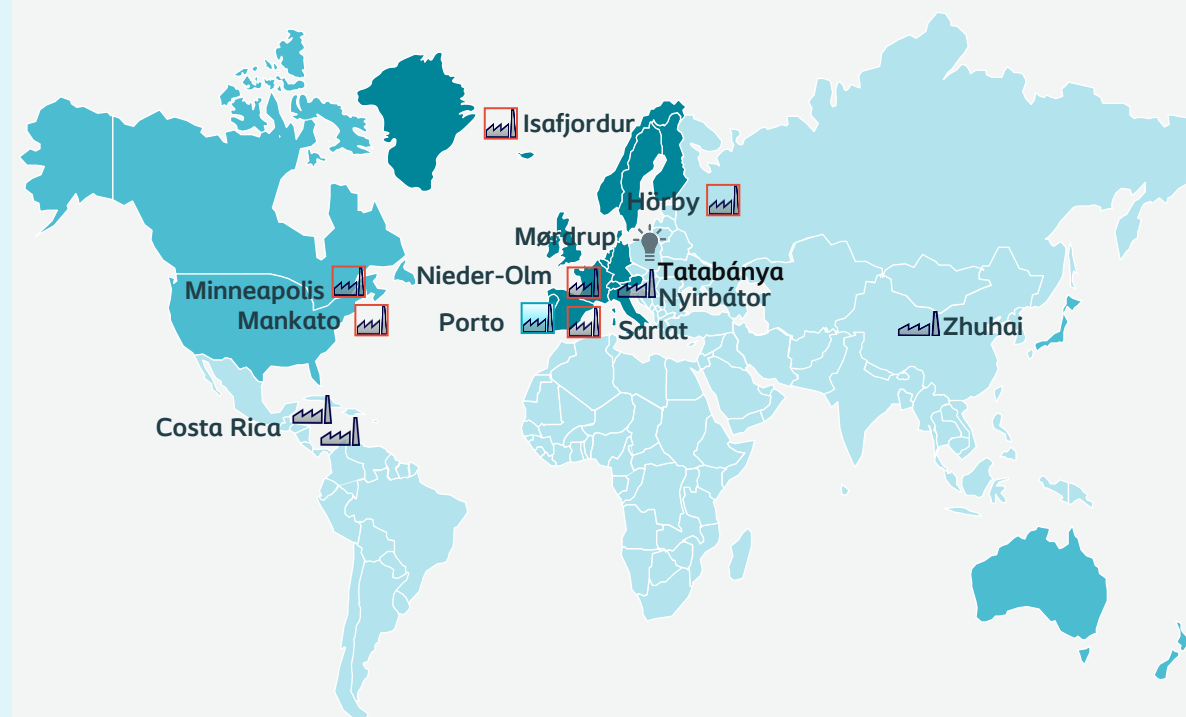 Isafjordur
Hörby
Mørdrup
Nieder-Olm
Tatabánya
Minneapolis
Nyirbátor
Mankato
Porto
Sarlat
Zhuhai
Costa Rica